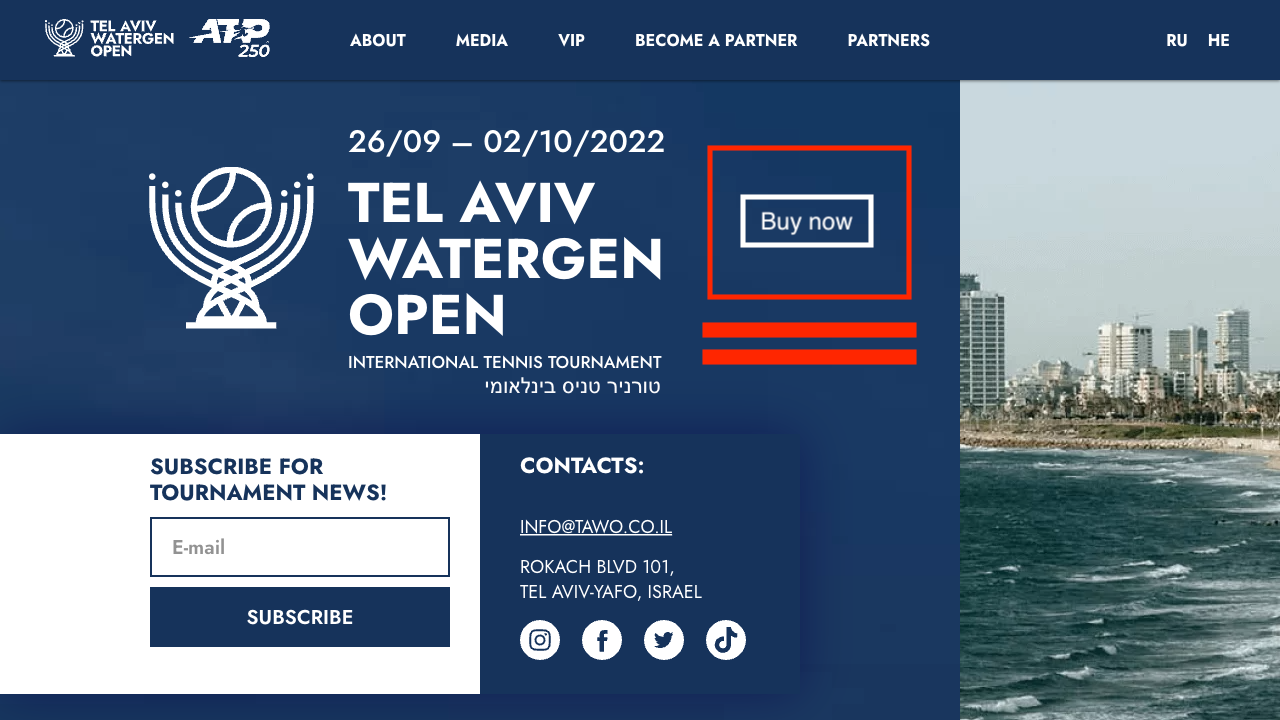 TEL AVIV
WATERGEN
OPEN
ATP
250
ABOUT
MEDIA
VIP
BECOME A PARTNER
PARTNERS
RU
HE
26/09 – 02/10/2022
TEL AVIV
WATERGEN
OPEN
INTERNATIONAL TENNIS TOURNAMENT
טורניר טניס בינלאומי
Buy now
SUBSCRIBE FOR
TOURNAMENT NEWS!
E-mail
SUBSCRIBE
CONTACTS:
INFO@TAWO.CO.IL
ROKACH BLVD 101,
TEL AVIV-YAFO, ISRAEL